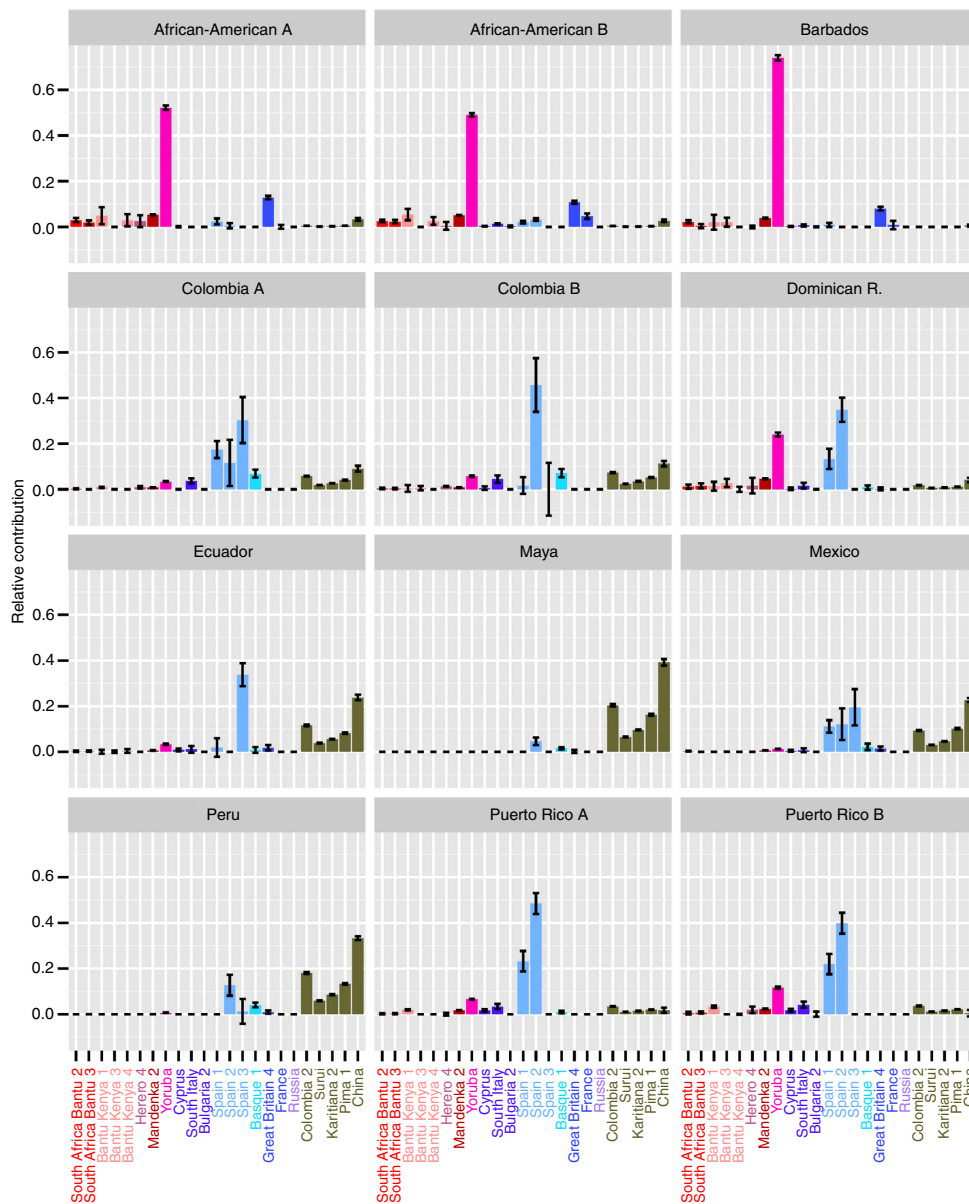 African-American A
African-American B
Barbados
0.6
0.4
0.2
0.0
Colombia A
Colombia B
Dominican R.
0.6
0.4
0.2
0.0
Relative contribution
Ecuador
Maya
Mexico
0.6
0.4
0.2
0.0
Peru
Puerto Rico A
Puerto Rico B
0.6
0.4
0.2
0.0
South Africa Bantu 2
South Africa Bantu 3
Bantu Kenya 1
Bantu Kenya 3
Bantu Kenya 4
Herero 4
Mandenka 2
Yoruba
Cyprus
South Italy
Bulgaria 2
Spain 1
Spain 2
Spain 3
Basque 1
Great Britain 4
France
Russia
Colombia 2
Surui
Karitiana 2
Pima 1
China
South Africa Bantu 2
South Africa Bantu 3
Bantu Kenya 1
Bantu Kenya 3
Bantu Kenya 4
Herero 4
Mandenka 2
Yoruba
Cyprus
South Italy
Bulgaria 2
Spain 1
Spain 2
Spain 3
Basque 1
Great Britain 4
France
Russia
Colombia 2
Surui
Karitiana 2
Pima 1
China
South Africa Bantu 2
South Africa Bantu 3
Bantu Kenya 1
Bantu Kenya 3
Bantu Kenya 4
Herero 4
Mandenka 2
Yoruba
Cyprus
South Italy
Bulgaria 2
Spain 1
Spain 2
Spain 3
Basque 1
Great Britain 4
France
Russia
Colombia 2
Surui
Karitiana 2
Pima 1
China